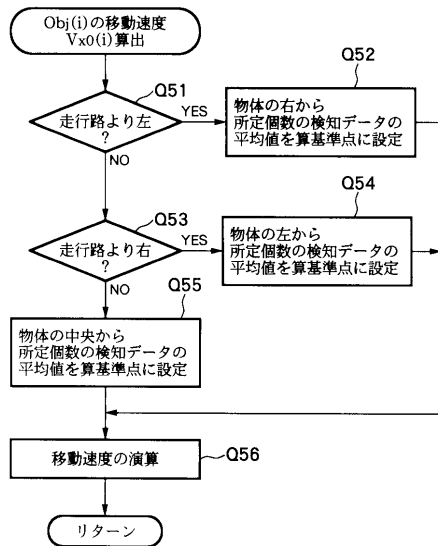 Obj(i)の移動速度
Vx0(i)算出
Q51
走行路より左
?
YES
NO
Q52
物体の右から
所定個数の検知データの
平均値を算基準点に設定
Q53
走行路より右
?
YES
NO
Q54
物体の左から
所定個数の検知データの
平均値を算基準点に設定
Q55
物体の中央から
所定個数の検知データの
平均値を算基準点に設定
移動速度の演算
Q56
リターン